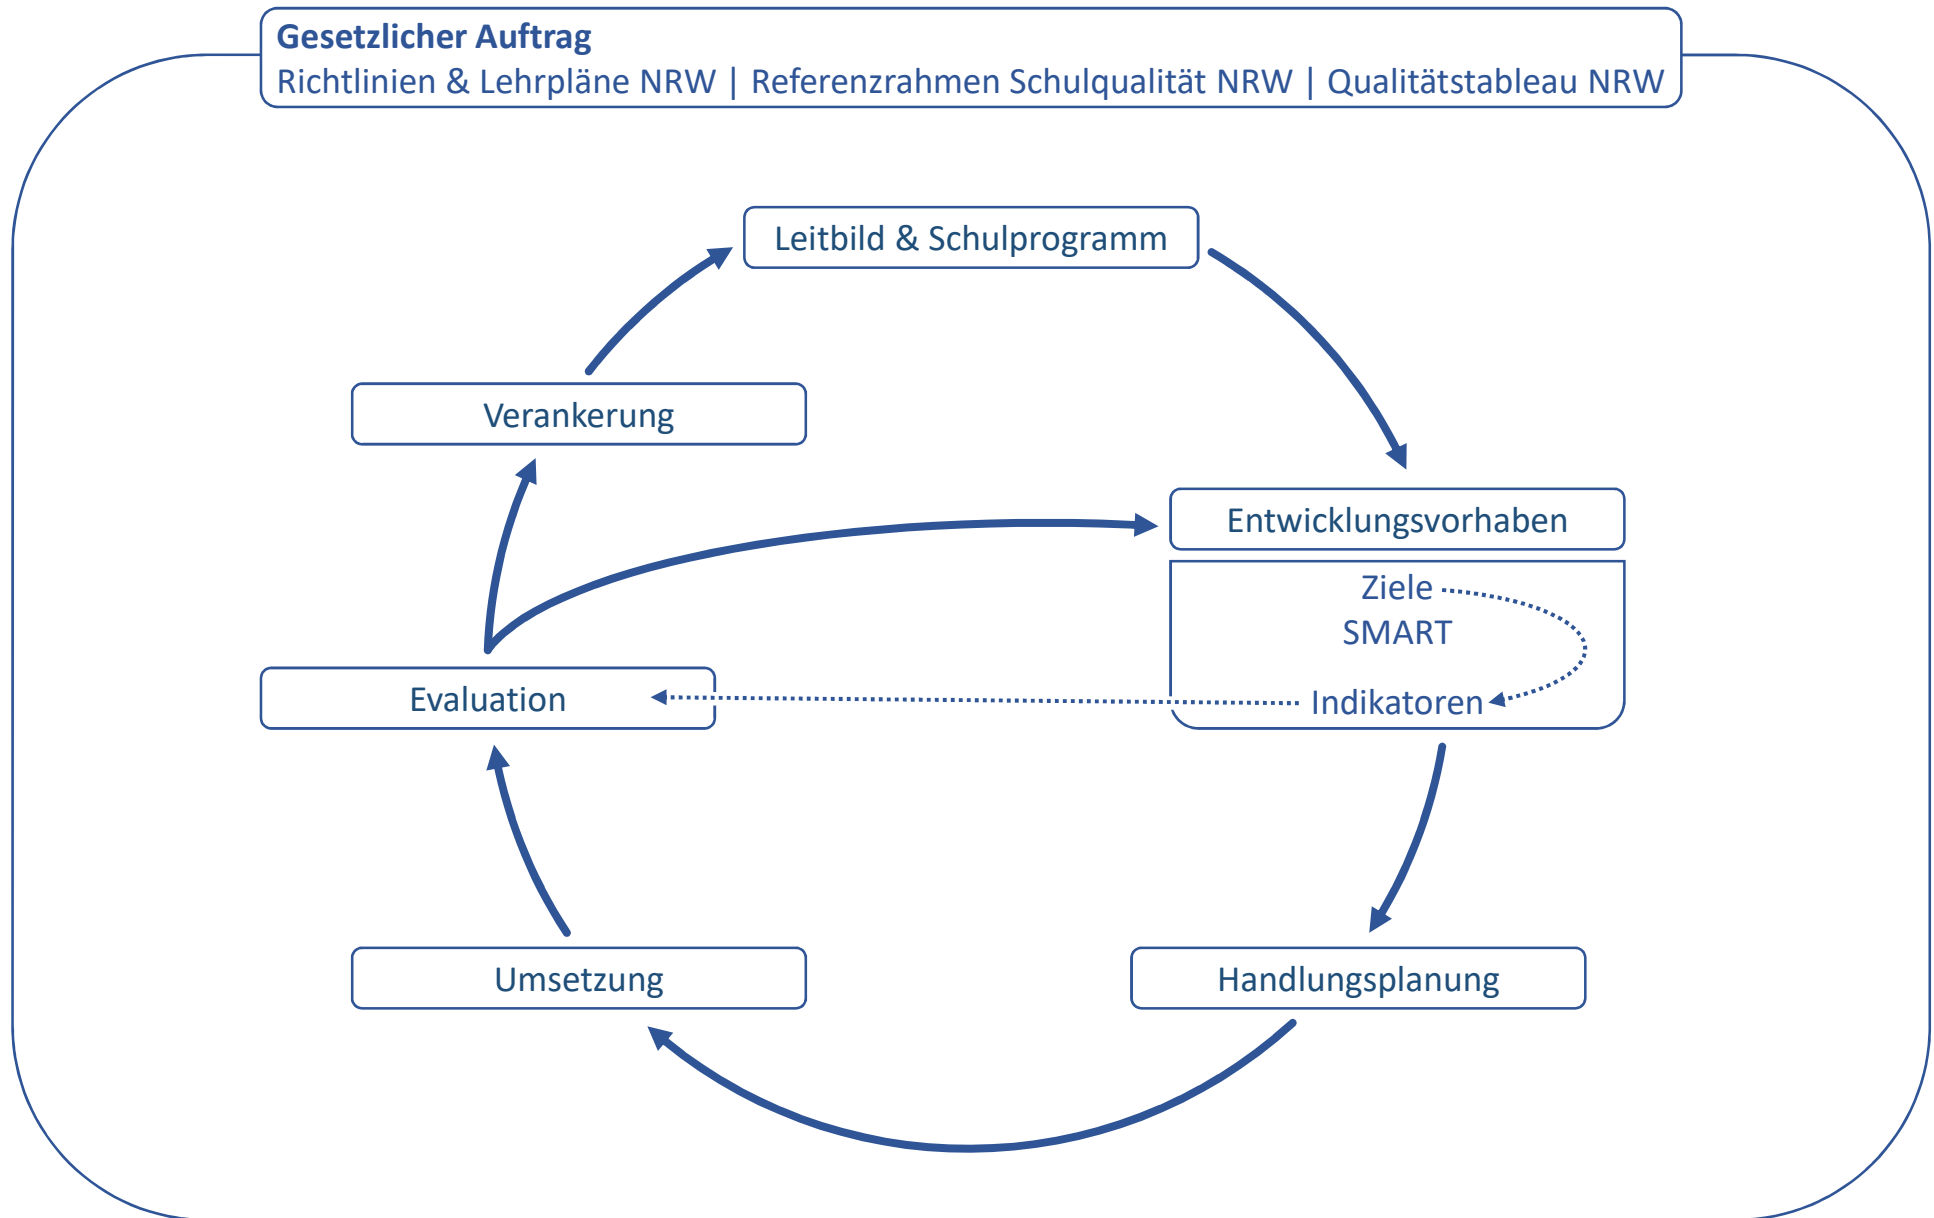 Gesetzlicher Auftrag
Richtlinien & Lehrpläne NRW | Referenzrahmen Schulqualität NRW | Qualitätstableau NRW
Leitbild & Schulprogramm
Verankerung
Entwicklungsvorhaben
Ziele
SMART
Indikatoren
Evaluation
Umsetzung
Handlungsplanung